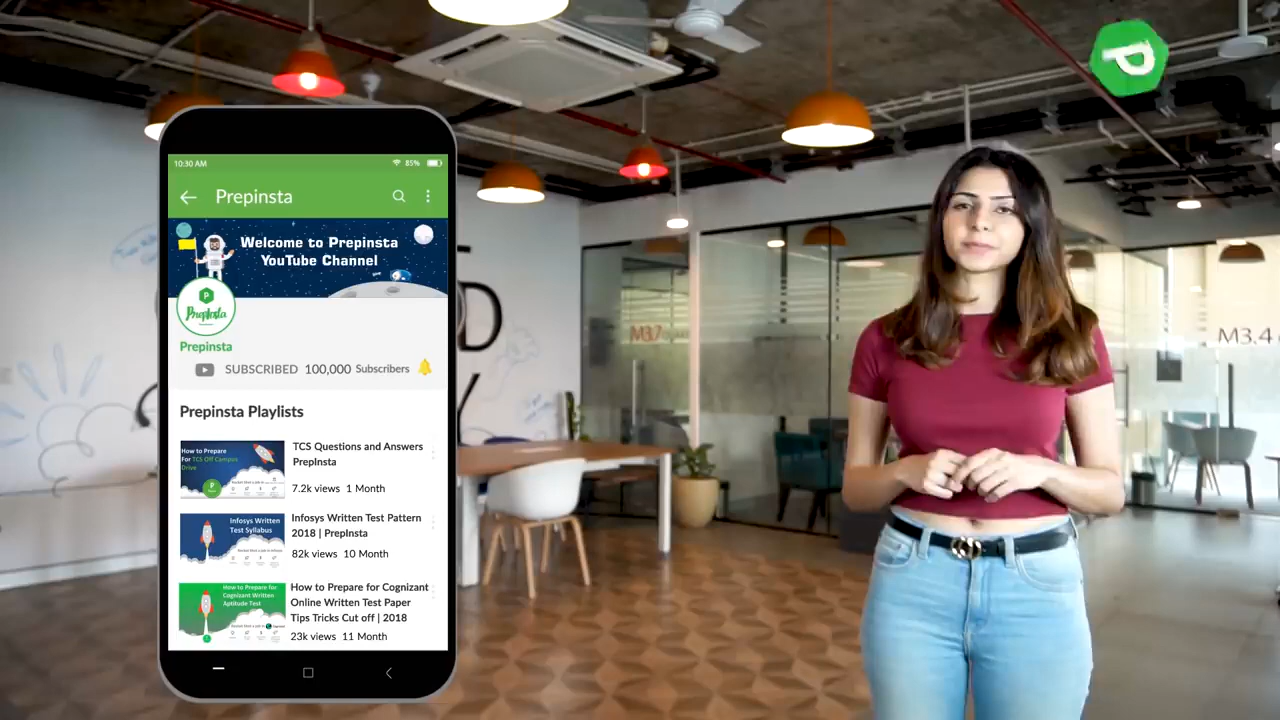 10:30 AM
85%
Prepinsta
Welcome to Prepinsta
YouTube Channel
P
PrepInsta
Prepinsta
SUBSCRIBED 100,000 Subscribers
Prepinsta Playlists
How to Prepare
For TCS Off Campus
Drive
TCS Questions and Answers
PrepInsta
7.2k views 1 Month
Infosys Written
Test Syllabus
Infosys Written Test Pattern
2018 | PrepInsta
82k views 10 Month
How to Prepare for
Cognizant Written
Aptitude Test
How to Prepare for Cognizant
Online Written Test Paper
Tips Tricks Cut off | 2018
23k views 11 Month
P
D
Y
M3.7
M3.4